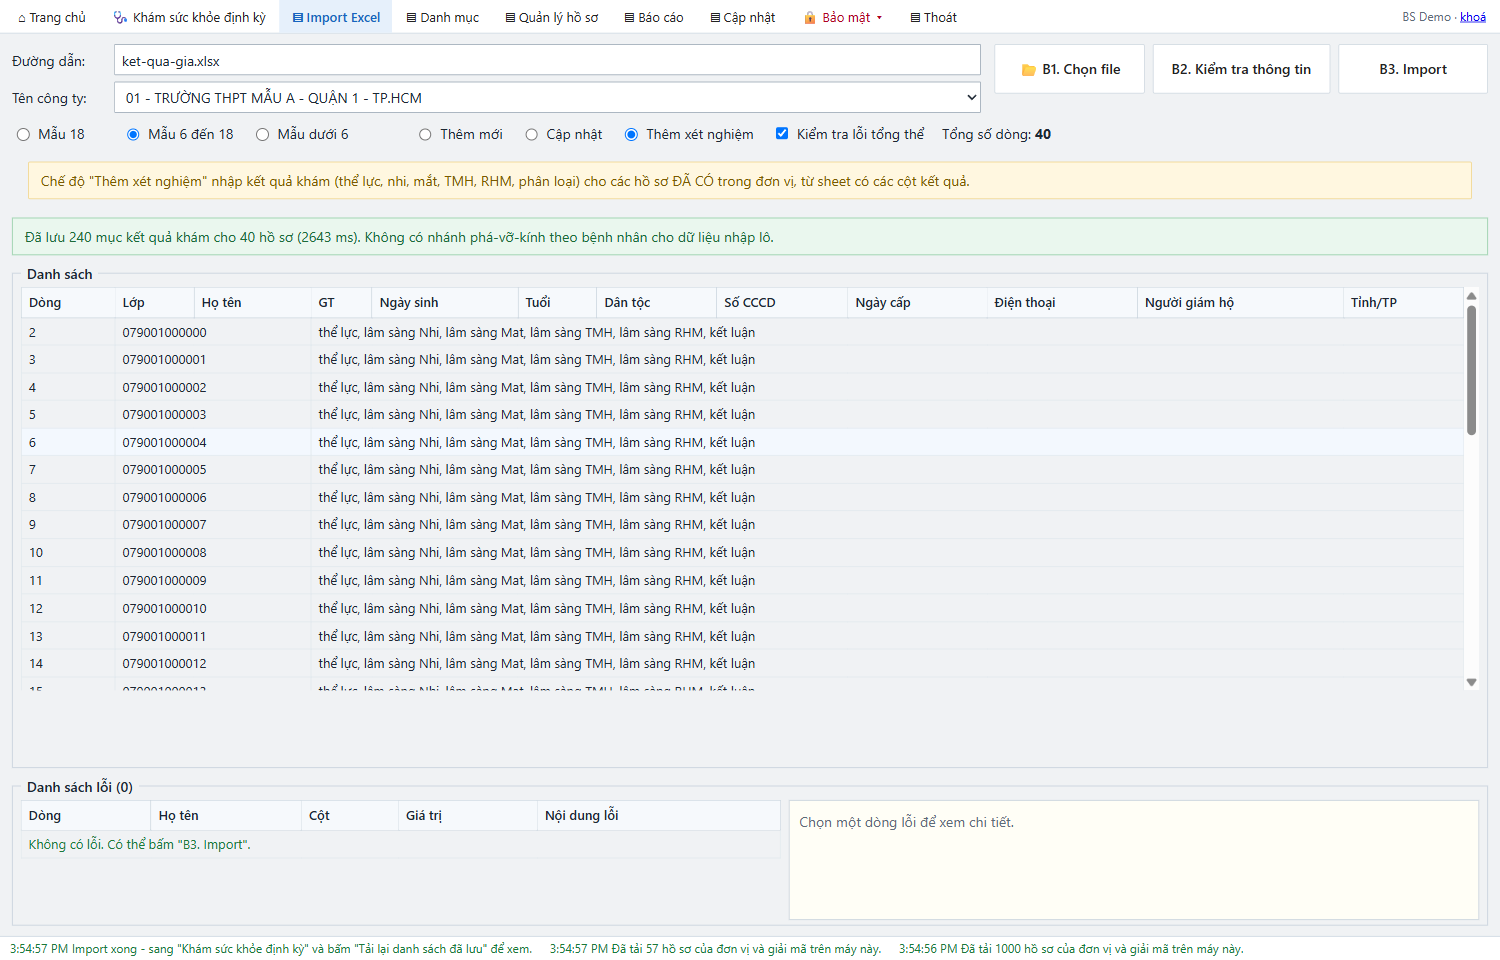 Trang chủ Khám sức khỏe định kỳ Import Excel Danh mục Quản lý hồ sơ Báo cáo Cập nhật Bảo mật Thoát BS Demo · khoá
Đường dẫn: ket-qua-gia.xlsx B1. Chọn file B2. Kiểm tra thông tin B3. Import
Tên công ty: 01 - TRƯỜNG THPT MẪU A - QUẬN 1 - TP.HCM
Mẫu 18 Mẫu 6 đến 18 Mẫu dưới 6 Thêm mới Cập nhật Thêm xét nghiệm Kiểm tra lỗi tổng thể Tổng số dòng: 40
Chế độ "Thêm xét nghiệm" nhập kết quả khám (thể lực, nhi, mắt, TMH, RHM, phân loại) cho các hồ sơ ĐÃ CÓ trong đơn vị, từ sheet có các cột kết quả.
Đã lưu 240 mục kết quả khám cho 40 hồ sơ (2643 ms). Không có nhánh phá-vỡ-kính theo bệnh nhân cho dữ liệu nhập lô.
Danh sách
Dòng Lớp Họ tên GT Ngày sinh Tuổi Dân tộc Số CCCD Ngày cấp Điện thoại Người giám hộ Tỉnh/TP
2 079001000000 thể lực, lâm sàng Nhi, lâm sàng Mat, lâm sàng TMH, lâm sàng RHM, kết luận
3 079001000001 thể lực, lâm sàng Nhi, lâm sàng Mat, lâm sàng TMH, lâm sàng RHM, kết luận
4 079001000002 thể lực, lâm sàng Nhi, lâm sàng Mat, lâm sàng TMH, lâm sàng RHM, kết luận
5 079001000003 thể lực, lâm sàng Nhi, lâm sàng Mat, lâm sàng TMH, lâm sàng RHM, kết luận
6 079001000004 thể lực, lâm sàng Nhi, lâm sàng Mat, lâm sàng TMH, lâm sàng RHM, kết luận
7 079001000005 thể lực, lâm sàng Nhi, lâm sàng Mat, lâm sàng TMH, lâm sàng RHM, kết luận
8 079001000006 thể lực, lâm sàng Nhi, lâm sàng Mat, lâm sàng TMH, lâm sàng RHM, kết luận
9 079001000007 thể lực, lâm sàng Nhi, lâm sàng Mat, lâm sàng TMH, lâm sàng RHM, kết luận
10 079001000008 thể lực, lâm sàng Nhi, lâm sàng Mat, lâm sàng TMH, lâm sàng RHM, kết luận
11 079001000009 thể lực, lâm sàng Nhi, lâm sàng Mat, lâm sàng TMH, lâm sàng RHM, kết luận
12 079001000010 thể lực, lâm sàng Nhi, lâm sàng Mat, lâm sàng TMH, lâm sàng RHM, kết luận
13 079001000011 thể lực, lâm sàng Nhi, lâm sàng Mat, lâm sàng TMH, lâm sàng RHM, kết luận
14 079001000012 thể lực, lâm sàng Nhi, lâm sàng Mat, lâm sàng TMH, lâm sàng RHM, kết luận
15 079001000013 thể lực, lâm sàng Nhi, lâm sàng Mat, lâm sàng TMH, lâm sàng RHM, kết luận
Danh sách lỗi (0)
Dòng Họ tên Cột Giá trị Nội dung lỗi
Không có lỗi. Có thể bấm "B3. Import".
Chọn một dòng lỗi để xem chi tiết.
3:54:57 PM Import xong - sang "Khám sức khỏe định kỳ" và bấm "Tải lại danh sách đã lưu" để xem. 3:54:57 PM Đã tải 57 hồ sơ của đơn vị và giải mã trên máy này. 3:54:56 PM Đã tải 1000 hồ sơ của đơn vị và giải mã trên máy này.